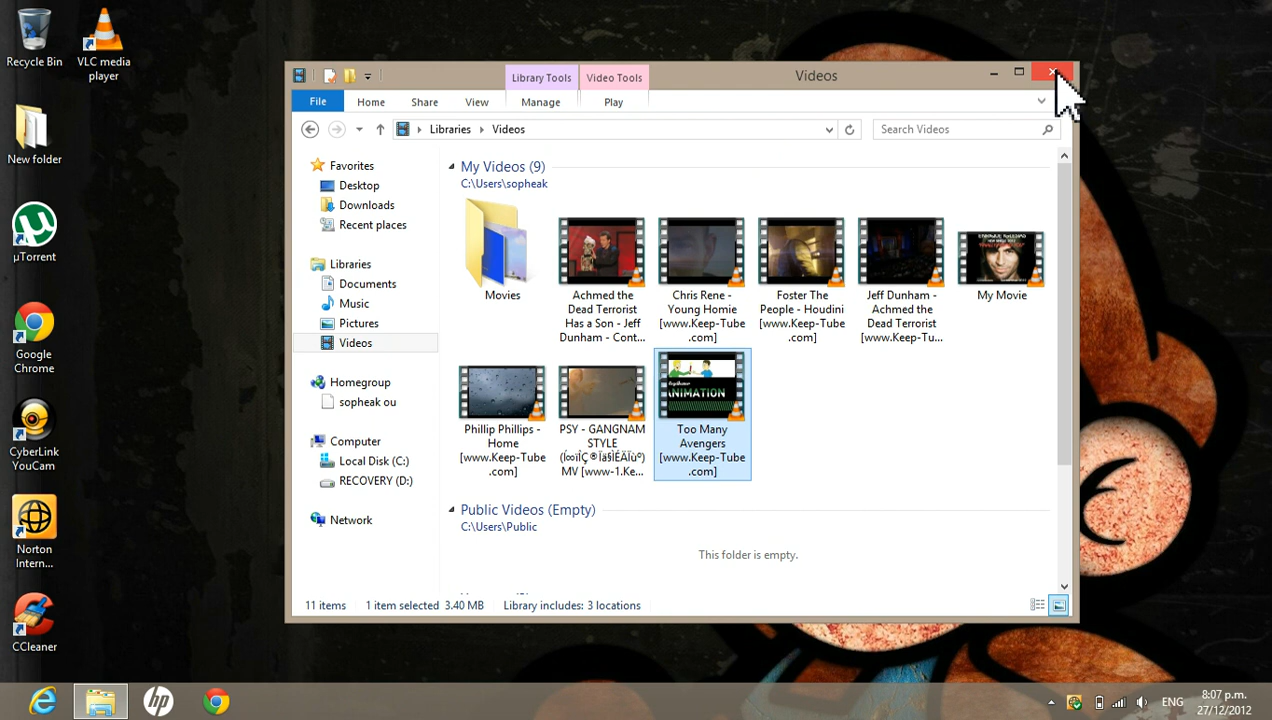 Recycle Bin
VLC media
player
New folder
µTorrent
Google
Chrome
CyberLink
YouCam
Norton
Intern...
CCleaner
Library Tools
Video Tools
Videos
File
Home
Share
View
Manage
Play
Libraries
Videos
Search Videos
Favorites
Desktop
Downloads
Recent places
Libraries
Documents
Music
Pictures
Videos
Homegroup
sopheak ou
Computer
Local Disk (C:)
RECOVERY (D:)
Network
My Videos (9)
C:\Users\sopheak
Movies
Achmed the
Dead Terrorist
Has a Son - Jeff
Dunham - Cont...
Chris Rene -
Young Homie
[www.Keep-Tube
.com]
Foster The
People - Houdini
[www.Keep-Tube
.com]
Jeff Dunham -
Achmed the
Dead Terrorist
[www.Keep-Tu...
ENRIQUE IGLESIAS
My Movie
Phillip Phillips -
Home
[www.Keep-Tube
.com]
PSY - GANGNAM
STYLE
MV [www-1.Ke...
ANIMATION
Too Many
Avengers
[www.Keep-Tube
.com]
Public Videos (Empty)
C:\Users\Public
This folder is empty.
11 items
1 item selected 3.40 MB
Library includes: 3 locations
hp
ENG
8:07 p.m.
27/12/2012